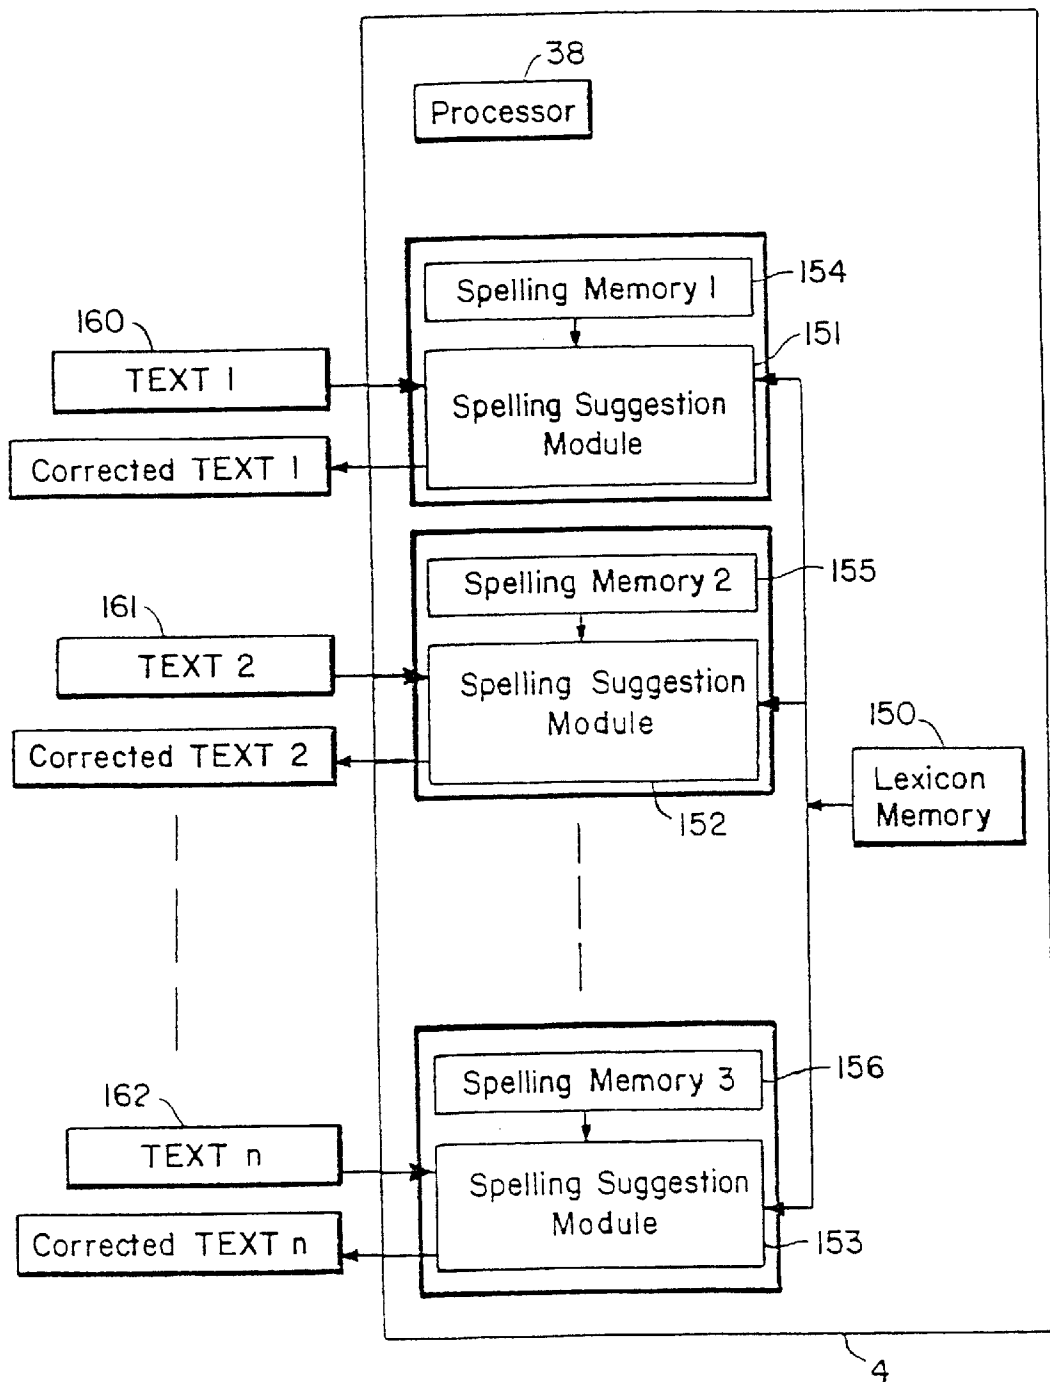 38
Processor
Spelling Memory 1
154
160
151
TEXT 1
Spelling Suggestion
Module
Corrected TEXT 1
Spelling Memory 2
155
161
TEXT 2
Spelling Suggestion
Module
Corrected TEXT 2
150
Lexicon
Memory
152
Spelling Memory 3
156
162
TEXT n
Spelling Suggestion
Module
Corrected TEXT n
153
4